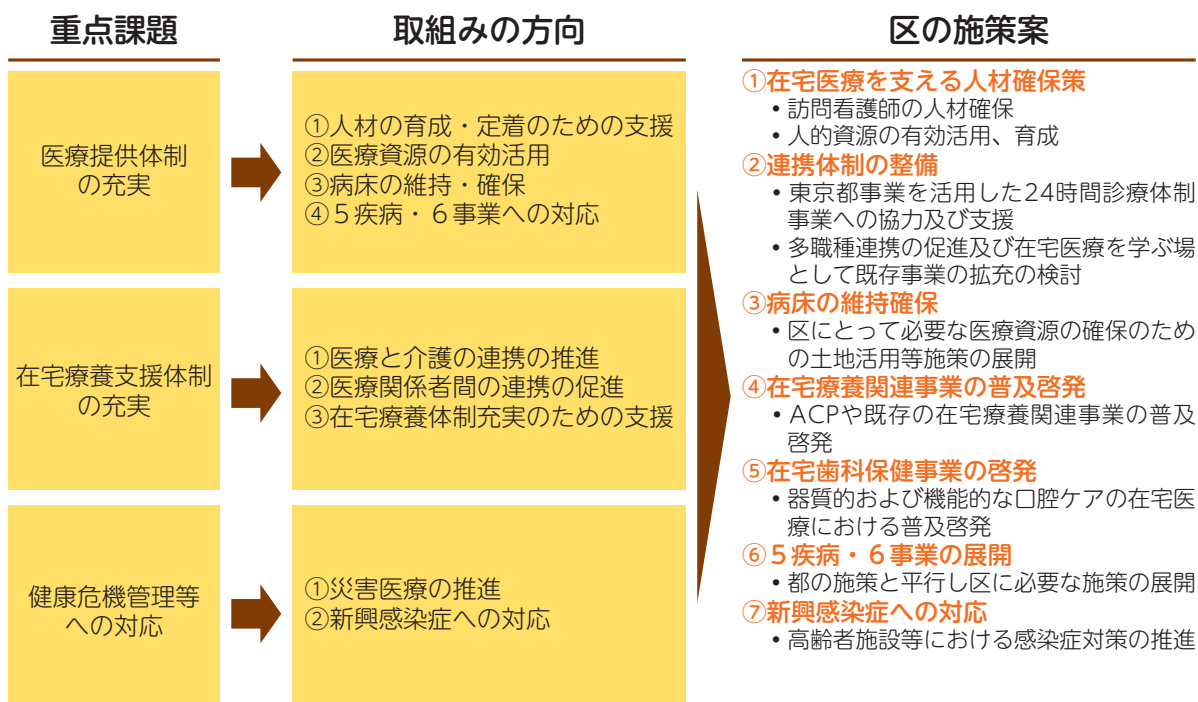 重点課題
取組みの方向
区の施策案
医療提供体制
の充実
①人材の育成・定着のための支援
②医療資源の有効活用
③病床の維持・確保
④５疾病・６事業への対応
在宅療養支援体制
の充実
①医療と介護の連携の推進
②医療関係者間の連携の促進
③在宅療養体制充実のための支援
健康危機管理等
への対応
①災害医療の推進
②新興感染症への対応
①在宅医療を支える人材確保策
•訪問看護師の人材確保
•人的資源の有効活用、育成
②連携体制の整備
•東京都事業を活用した24時間診療体制
事業への協力及び支援
•多職種連携の促進及び在宅医療を学ぶ場
として既存事業の拡充の検討
③病床の維持確保
•区にとって必要な医療資源の確保のため
の土地活用等施策の展開
④在宅療養関連事業の普及啓発
•ACPや既存の在宅療養関連事業の普及
啓発
⑤在宅歯科保健事業の啓発
•器質的および機能的な口腔ケアの在宅医
療における普及啓発
⑥５疾病・６事業の展開
•都の施策と平行し区に必要な施策の展開
⑦新興感染症への対応
•高齢者施設等における感染症対策の推進